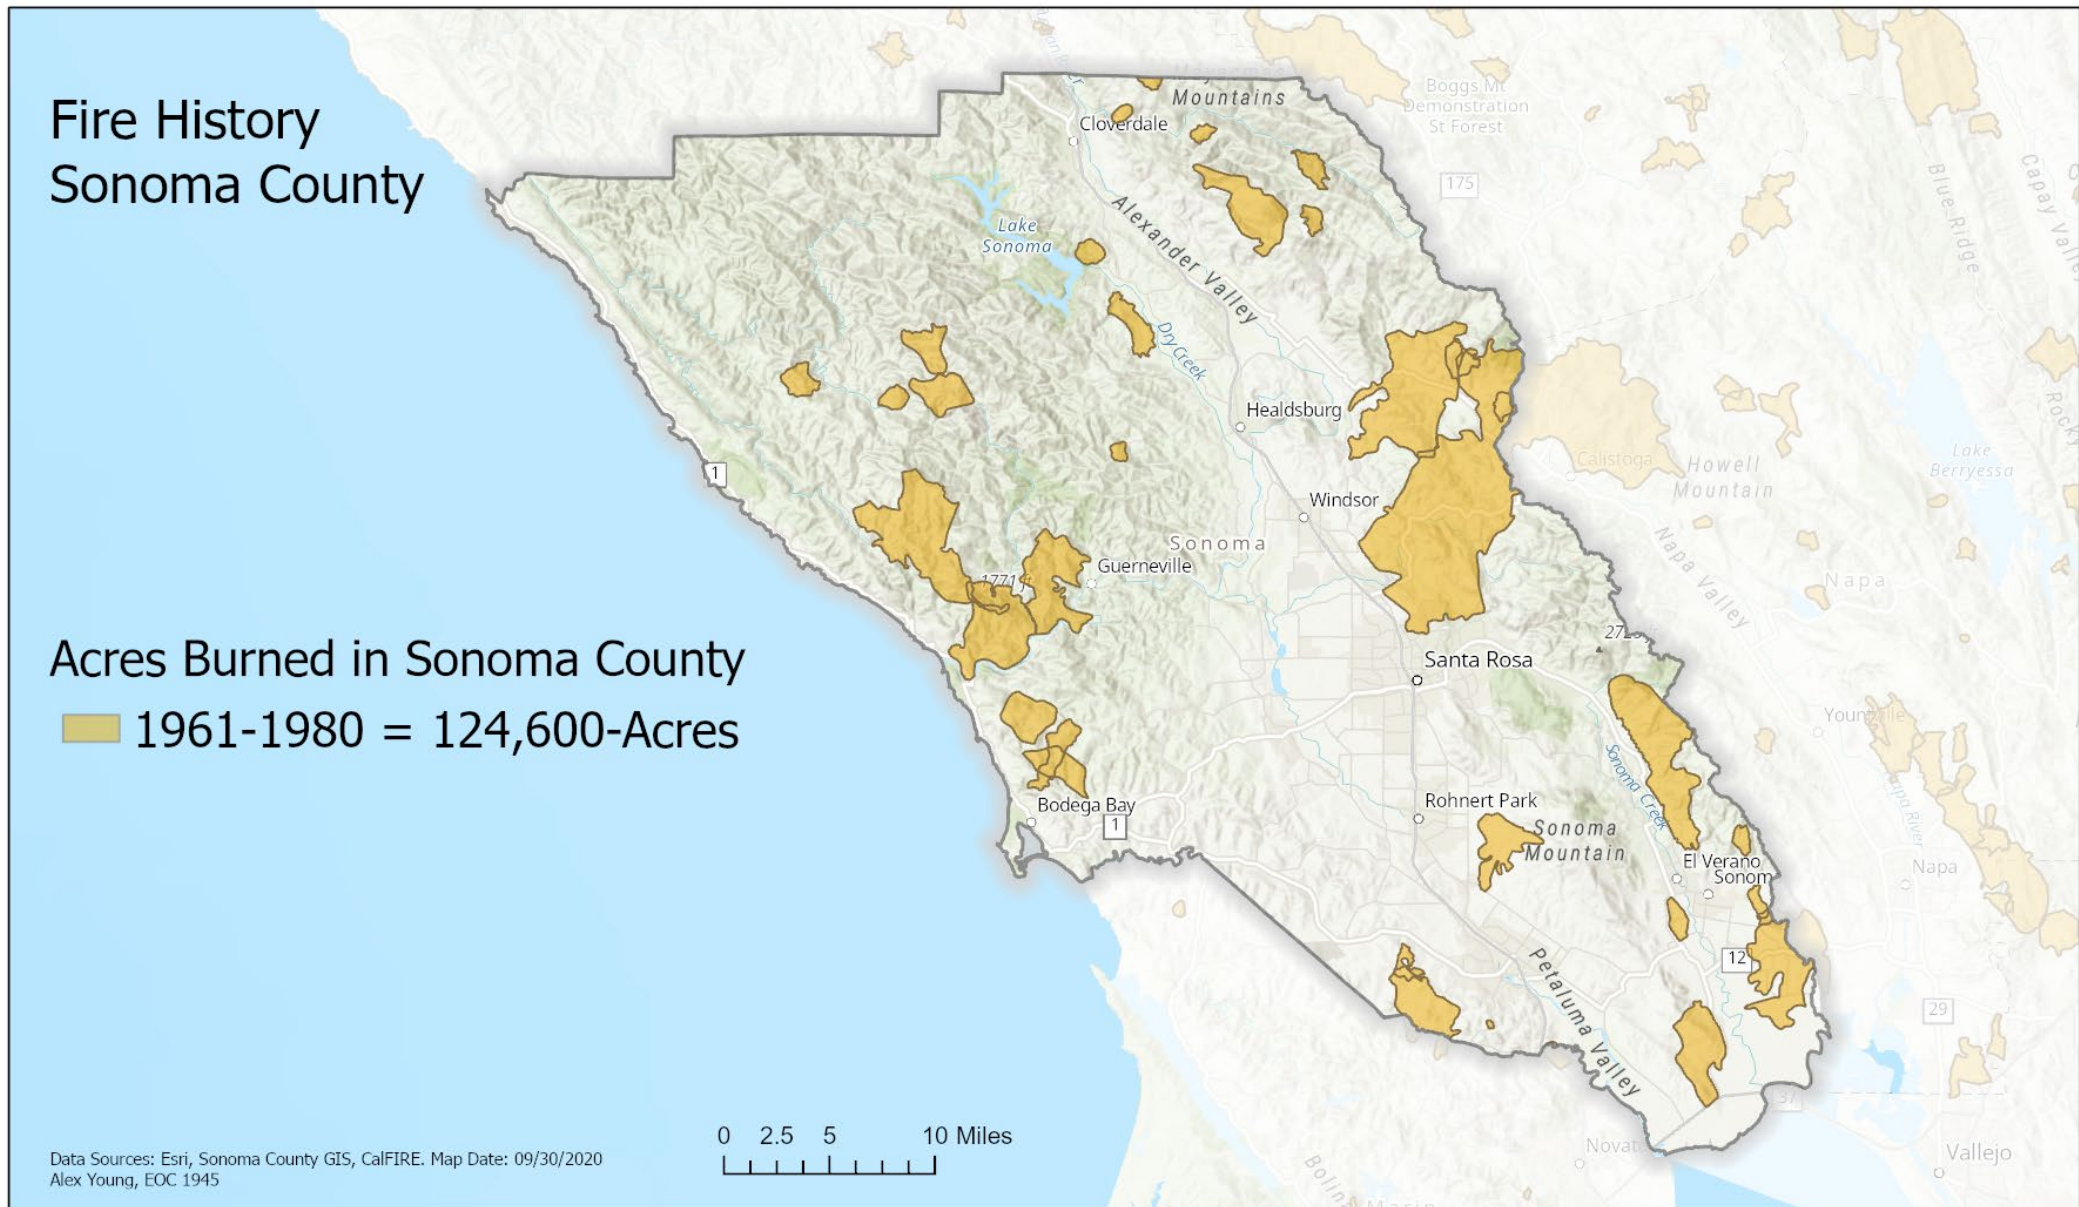 Fire History
Sonoma County
Acres Burned in Sonoma County
1961-1980 = 124,600-Acres
Data Sources: Esri, Sonoma County GIS, CalFIRE. Map Date: 09/30/2020
Alex Young, EOC 1945
0 2.5 5 10 Miles
Mountains
Cloverdale
Boggs Mt
Demonstration
St Forest
175
Blue Ridge
Lake
Sonoma
Alexander Valley
Dry Creek
Healdsburg
1
Calistoga
Howell
Mountain
Lake
Berryessa
Windsor
Sonoma
Guerneville
Napa Valley
Napa
Santa Rosa
Sonoma Creek
Rohnert Park
Sonoma
Mountain
Bodega Bay
1
El Verano
Napa River
Napa
12
Petaluma Valley
29
37
Vallejo